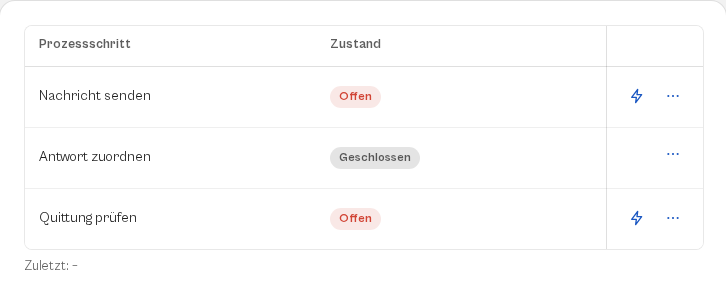 Prozessschritt Zustand
Nachricht senden Offen ···
Antwort zuordnen Geschlossen ···
Quittung prüfen Offen ···
Zuletzt: –